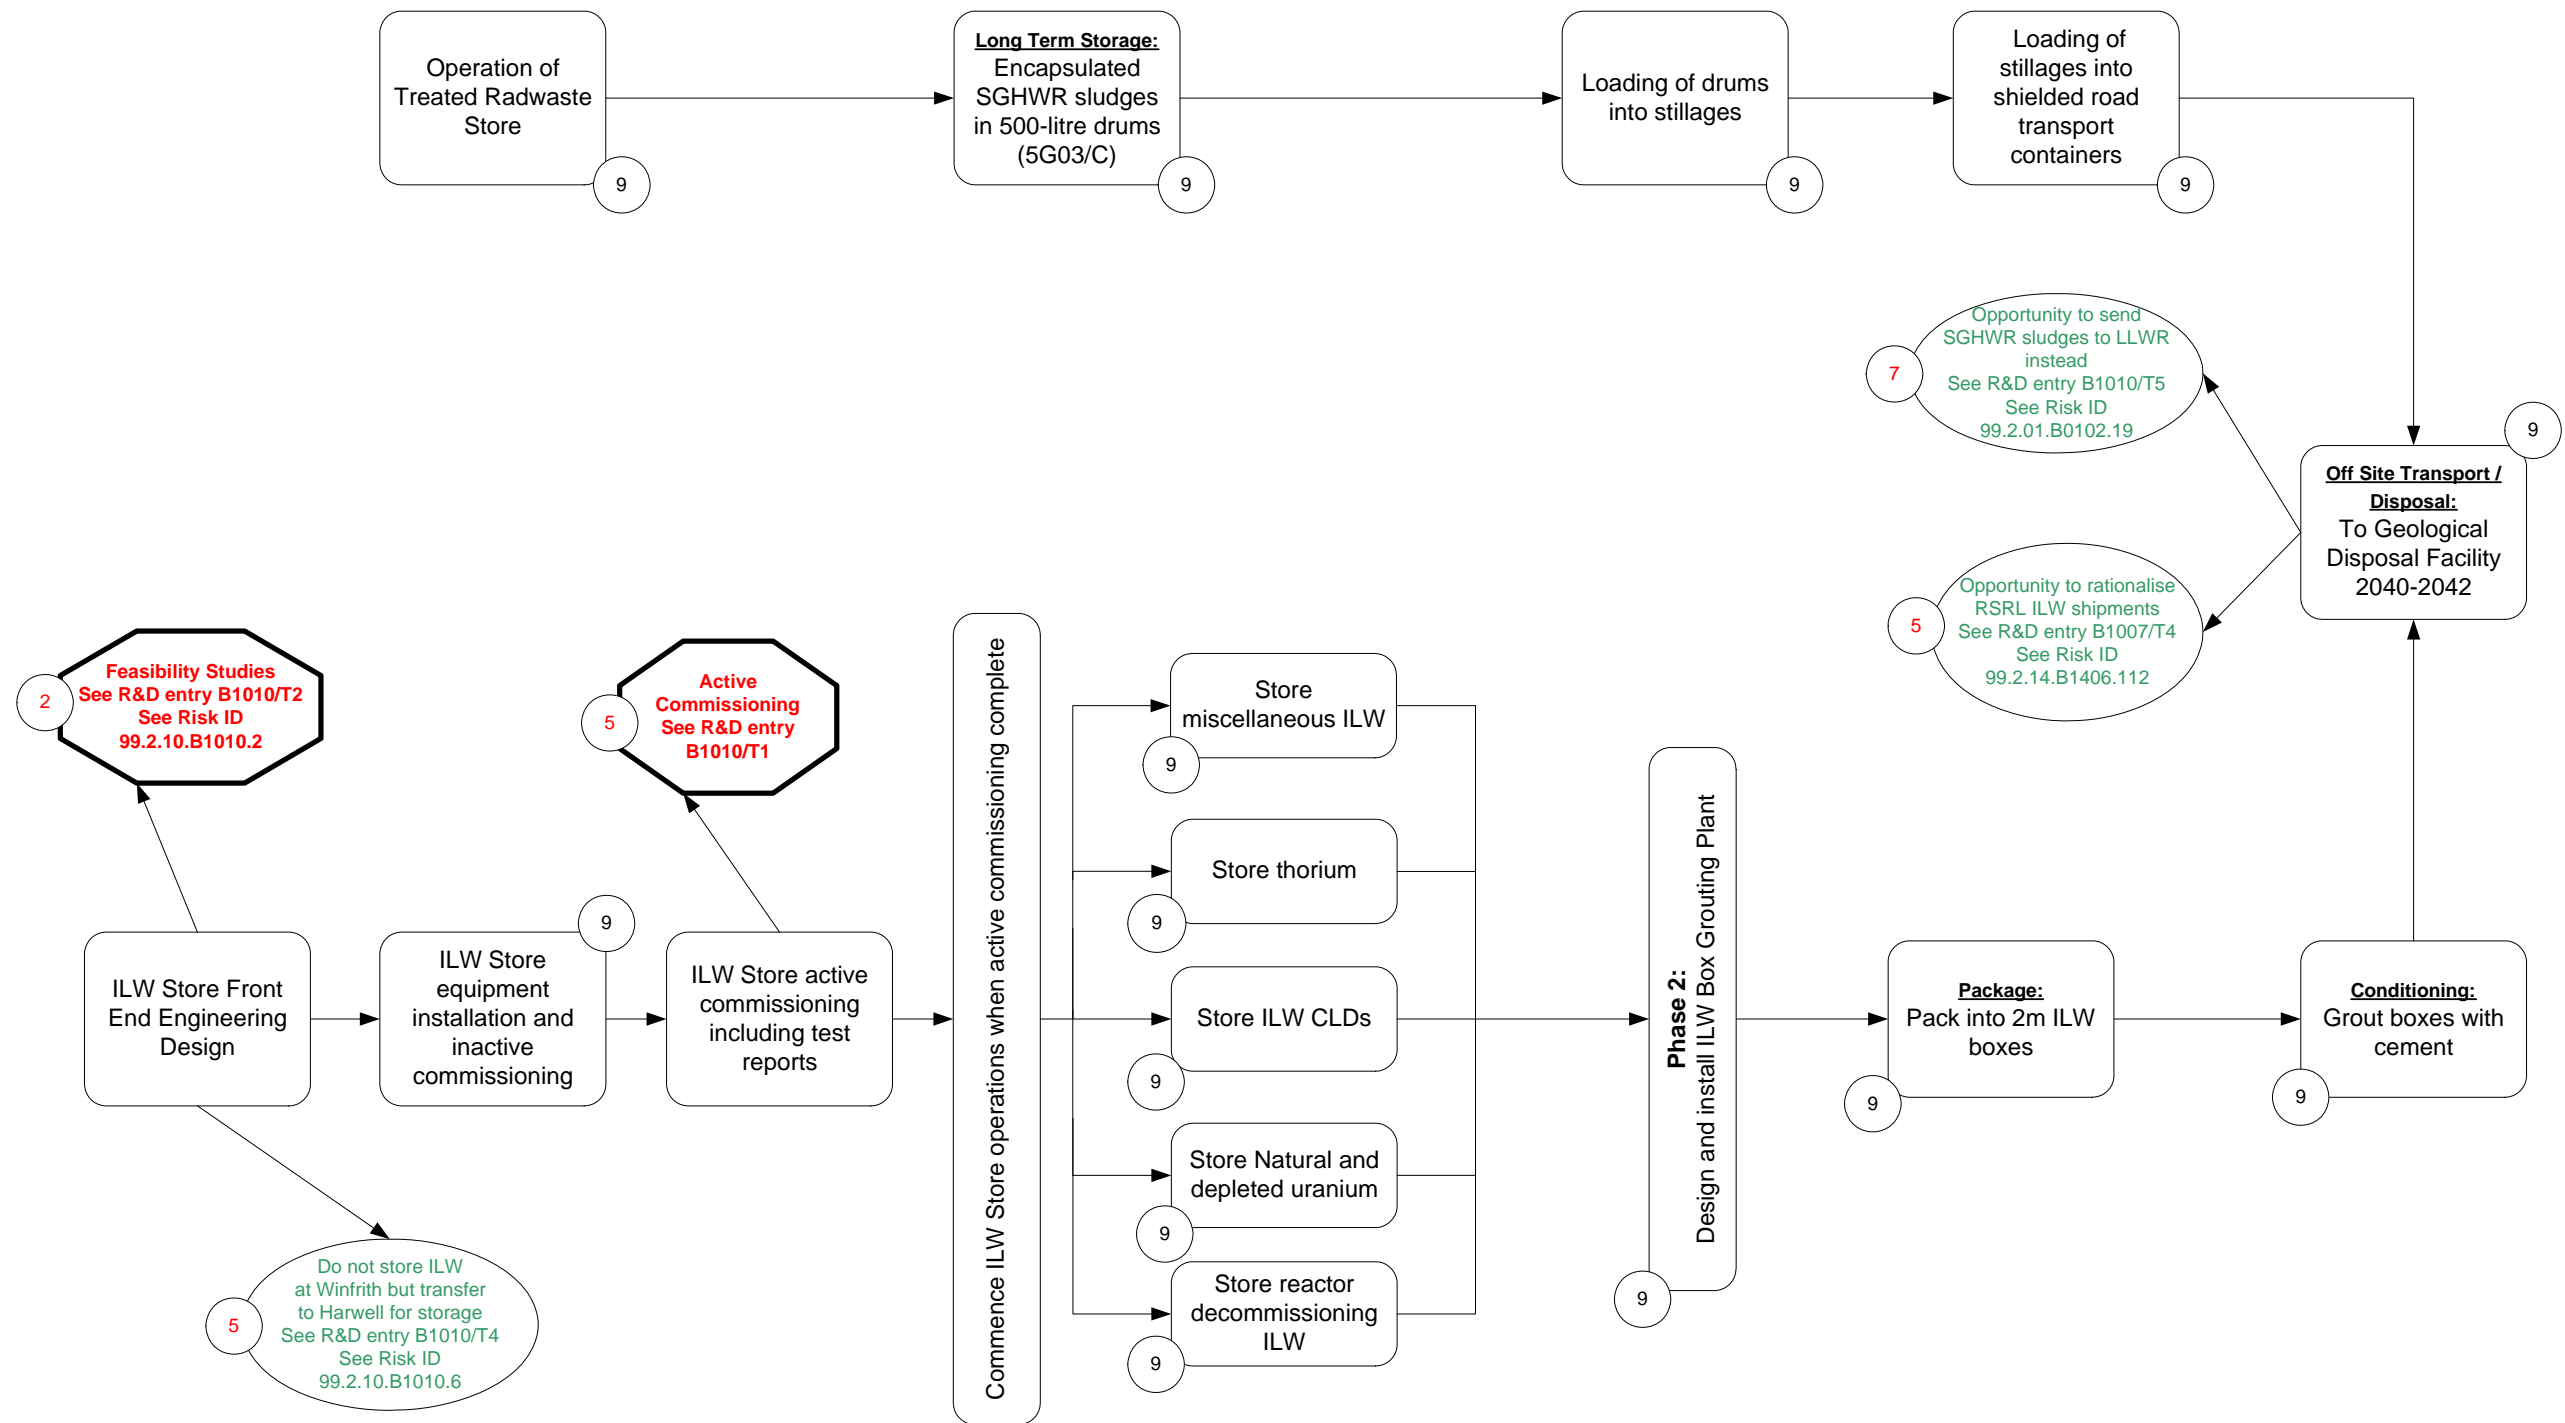 Operation of
Treated Radwaste
Store
9
Long Term Storage:
Encapsulated
SGHWR sludges
in 500-litre drums
(5G03/C)
9
Loading of drums
into stillages
9
Loading of
stillages into
shielded road
transport
containers
9
Opportunity to send
SGHWR sludges to LLWR
instead
See R&D entry B1010/T5
See Risk ID
99.2.01.B0102.19
7
Opportunity to rationalise
RSRL ILW shipments
See R&D entry B1007/T4
See Risk ID
99.2.14.B1406.112
5
9
Off Site Transport /
Disposal:
To Geological
Disposal Facility
2040-2042
Feasibility Studies
See R&D entry B1010/T2
See Risk ID
99.2.10.B1010.2
2
Active
Commissioning
See R&D entry
B1010/T1
5
ILW Store Front
End Engineering
Design
9
ILW Store
equipment
installation and
inactive
commissioning
ILW Store active
commissioning
including test
reports
Do not store ILW
at Winfrith but transfer
to Harwell for storage
See R&D entry B1010/T4
See Risk ID
99.2.10.B1010.6
5
Commence ILW Store operations when active commissioning complete
Store
miscellaneous ILW
9
Store thorium
9
Store ILW CLDs
9
Store Natural and
depleted uranium
9
Store reactor
decommissioning
ILW
9
Phase 2:
Design and install ILW Box Grouting Plant
9
Package:
Pack into 2m ILW
boxes
9
Conditioning:
Grout boxes with
cement
9